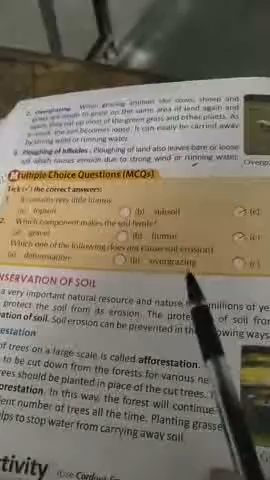 2. Overgrazing : When grazing animals like cows, sheep and
goats are made to graze on the same area of land again and
again, they eat up most of the green grass and other plants. As
a result, the soil becomes loose. It can easily be carried away
by strong wind or running water.
3. Ploughing of hillsides : Ploughing of land also leaves bare or loose
soil which causes erosion due to strong wind or running water.
Overg
Multiple Choice Questions (MCQs)
Tick (✓) the correct answers:
It contains very little humus
(a) topsoil (b) subsoil (c)
2. Which component makes the soil fertile?
(a) gravel (b) humus (c)
Which one of the following does not cause soil erosion?
(a) deforestation (b) overgrazing (c)
NSERVATION OF SOIL
a very important natural resource and nature millions of ye
protect the soil from its erosion. The prote of soil fro
ation of soil. Soil erosion can be prevented in the owing ways
estation
of trees on a large scale is called afforestation.
to be cut down from the forests for various ne
rees should be planted in place of the cut trees. T
orestation. In this way, the forest will continue
ient number of trees all the time. Planting grasse
lps to stop water from carrying away soil.
tivity